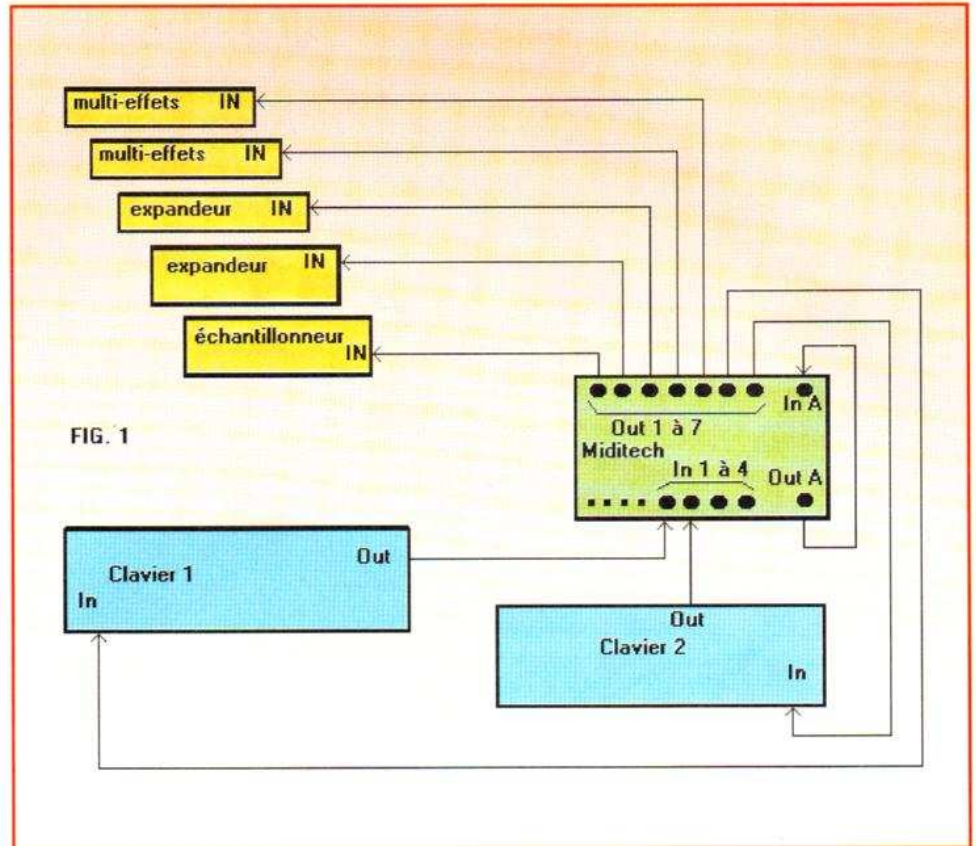 multi-effets IN
multi-effets IN
expandeur IN
expandeur IN
échantillonneur
IN
In A
Out 1 à 7
FIG. 1
Miditech
In 1 à 4
Out A
Out
Clavier 1
In
Out
Clavier 2
In